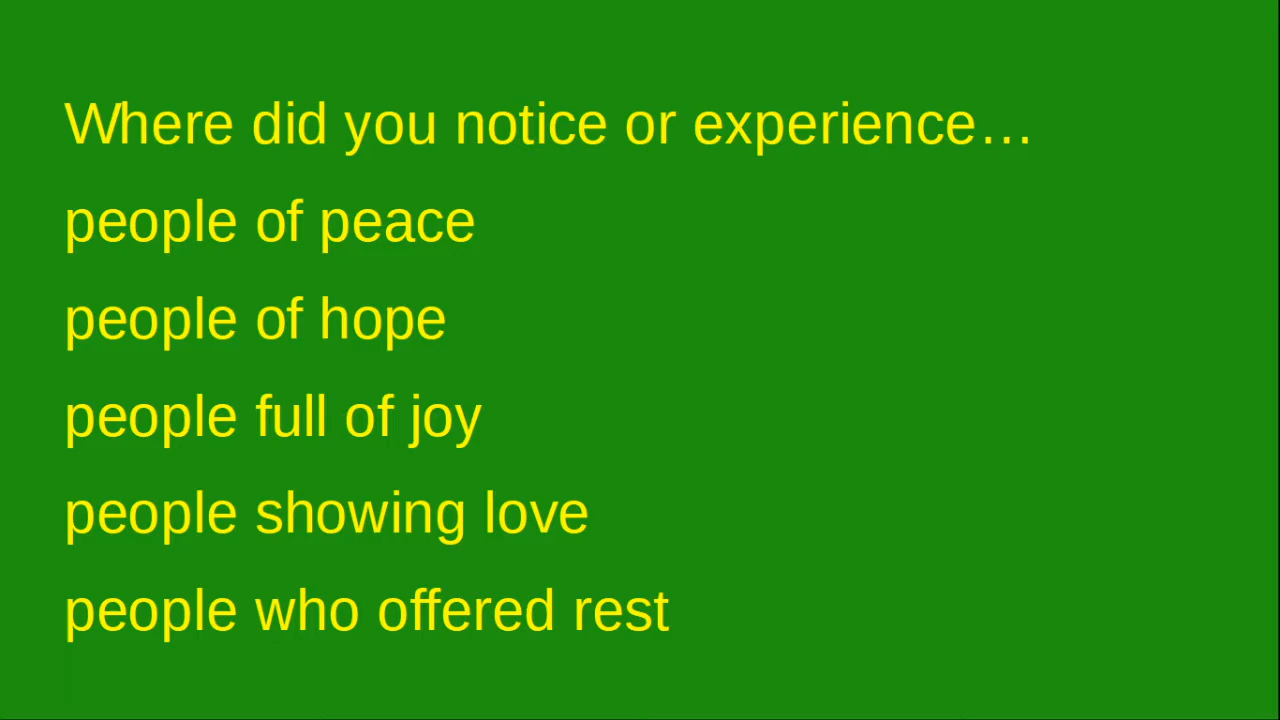 Where did you notice or experience…
people of peace
people of hope
people full of joy
people showing love
people who offered rest